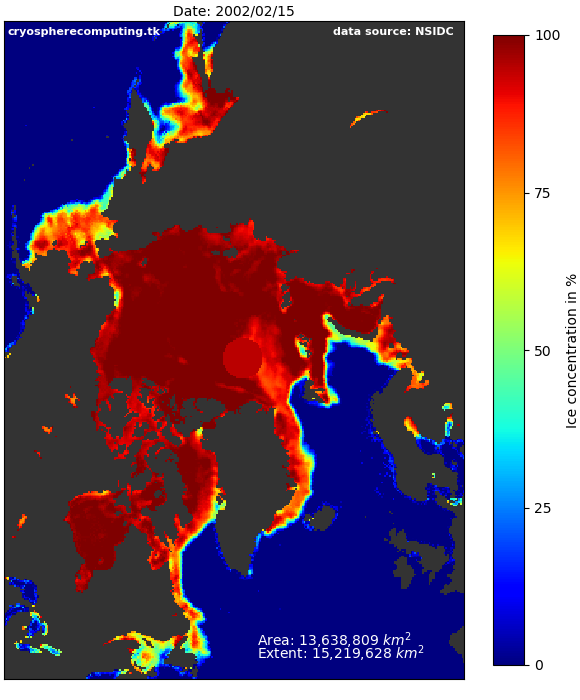 Date: 2002/02/15
cryospherecomputing.tk data source: NSIDC
100
75
50
25
0
Ice concentration in %
Area: 13,638,809 km²
Extent: 15,219,628 km²